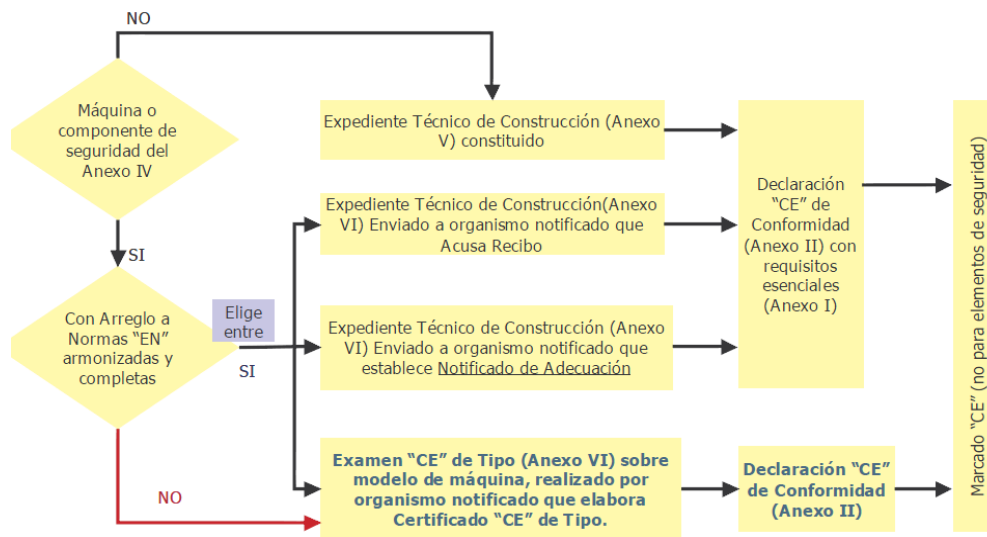 NO
Máquina o
componente de
seguridad del
Anexo IV
SI
Con Arreglo a
Normas “EN”
armonizadas y
completas
Elige
entre
SI
NO
Expediente Técnico de Construcción (Anexo
V) constituido
Expediente Técnico de Construcción(Anexo
VI) Enviado a organismo notificado que
Acusa Recibo
Expediente Técnico de Construcción (Anexo
VI) Enviado a organismo notificado que
establece Notificado de Adecuación
Examen “CE” de Tipo (Anexo VI) sobre
modelo de máquina, realizado por
organismo notificado que elabora
Certificado “CE” de Tipo.
Declaración
“CE” de
Conformidad
(Anexo II) con
requisitos
esenciales
(Anexo I)
Declaración “CE”
de Conformidad
(Anexo II)
Marcado “CE” (no para elementos de seguridad)